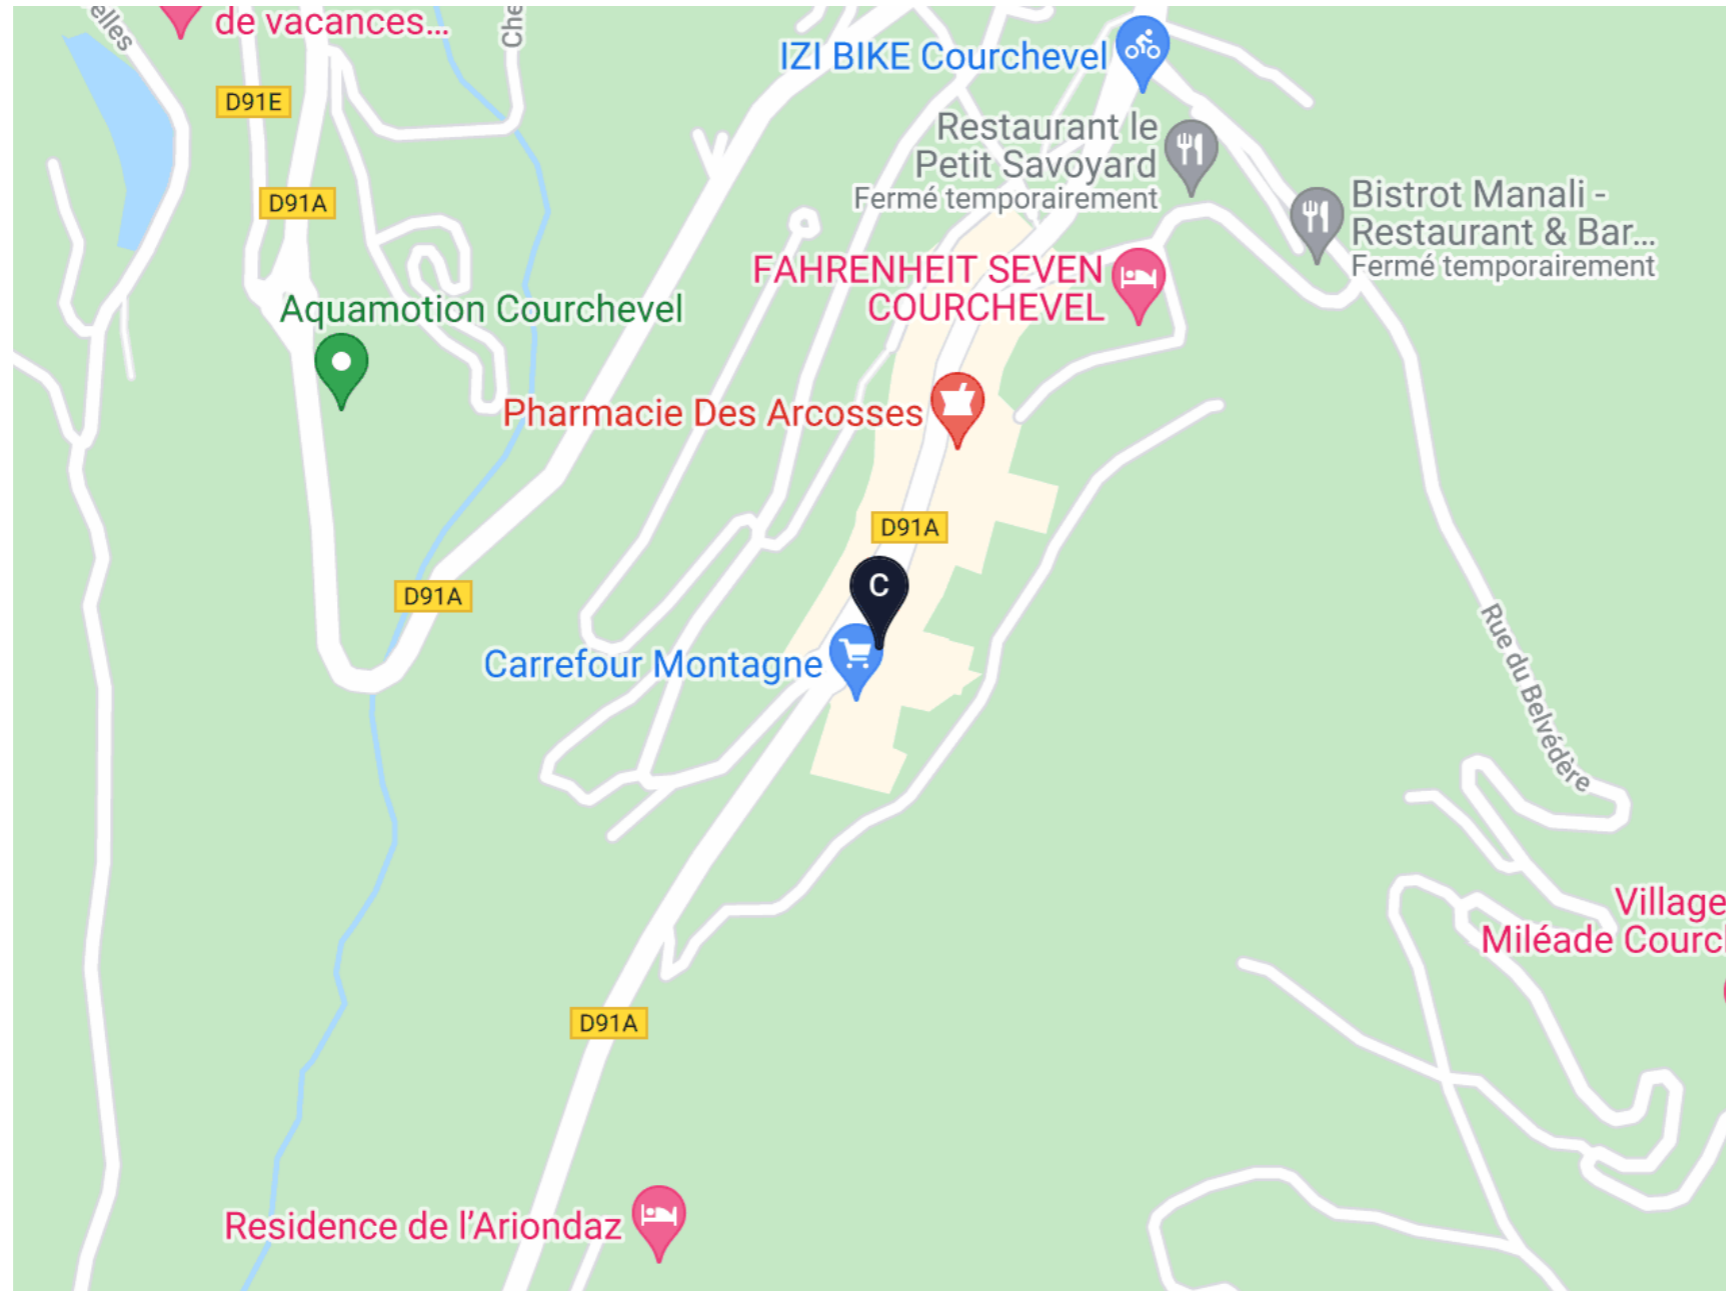 elles
de vacances...
Che
D91E
IZI BIKE Courchevel
Restaurant le
Petit Savoyard
Fermé temporairement
D91A
Bistrot Manali -
Restaurant & Bar...
Fermé temporairement
FAHRENHEIT SEVEN
COURCHEVEL
Aquamotion Courchevel
Pharmacie Des Arcosses
D91A
C
D91A
Carrefour Montagne
Rue du Belvédère
Village
Miléade Courc
D91A
Residence de l'Ariondaz